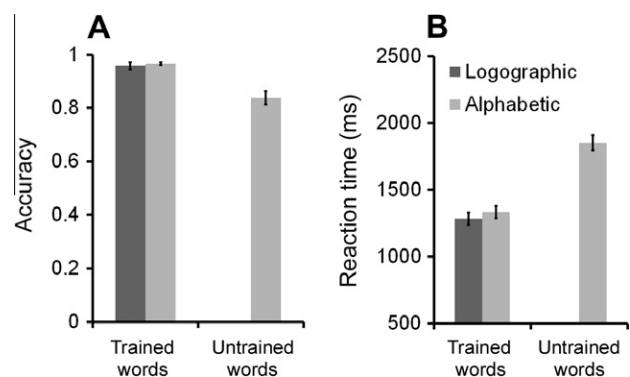 A
Accuracy
1
0.8
0.6
0.4
0.2
0
Trained
words
Untrained
words
B
Reaction time (ms)
2500
2000
1500
1000
500
Logographic
Alphabetic
Trained
words
Untrained
words